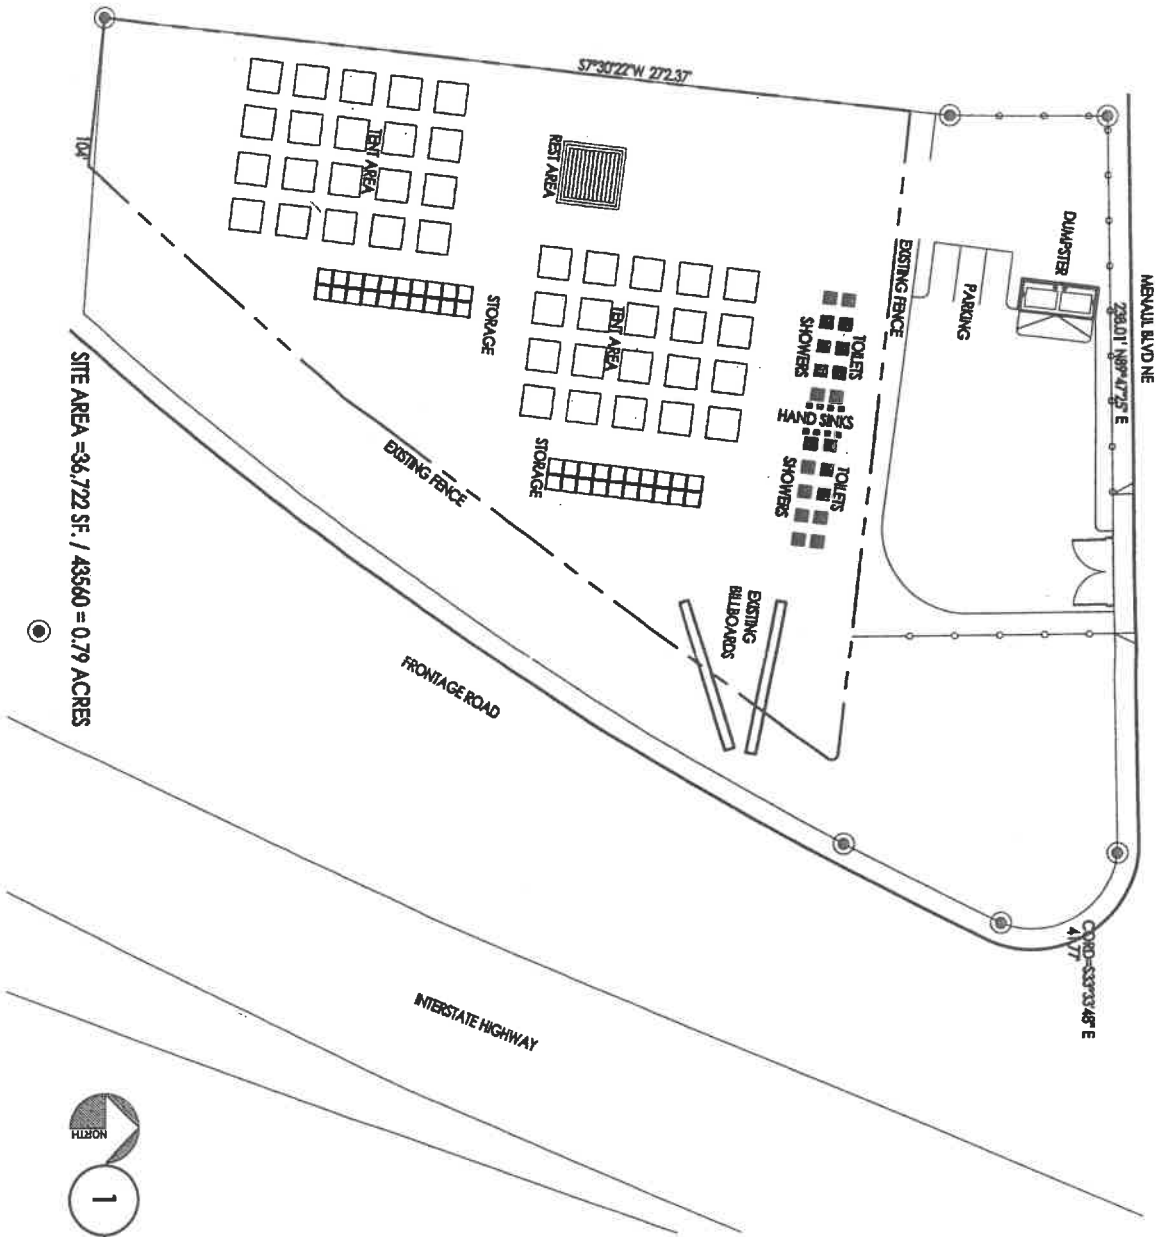 MENAUL BLVD NE
238.01' N89°47'25" E
DUMPSTER
PARKING
EXISTING FENCE
S7°30'22"W 272.37'
TOILETS
SHOWERS
HAND SINKS
TOILETS
SHOWERS
REST AREA
TENT AREA
TENT AREA
STORAGE
STORAGE
EXISTING
BILLBOARDS
EXISTING FENCE
104'
FRONTAGE ROAD
INTERSTATE HIGHWAY
CORD=S33°33'48" E
41.77'
SITE AREA =36,722 SF. / 43560 = 0.79 ACRES
NORTH
1